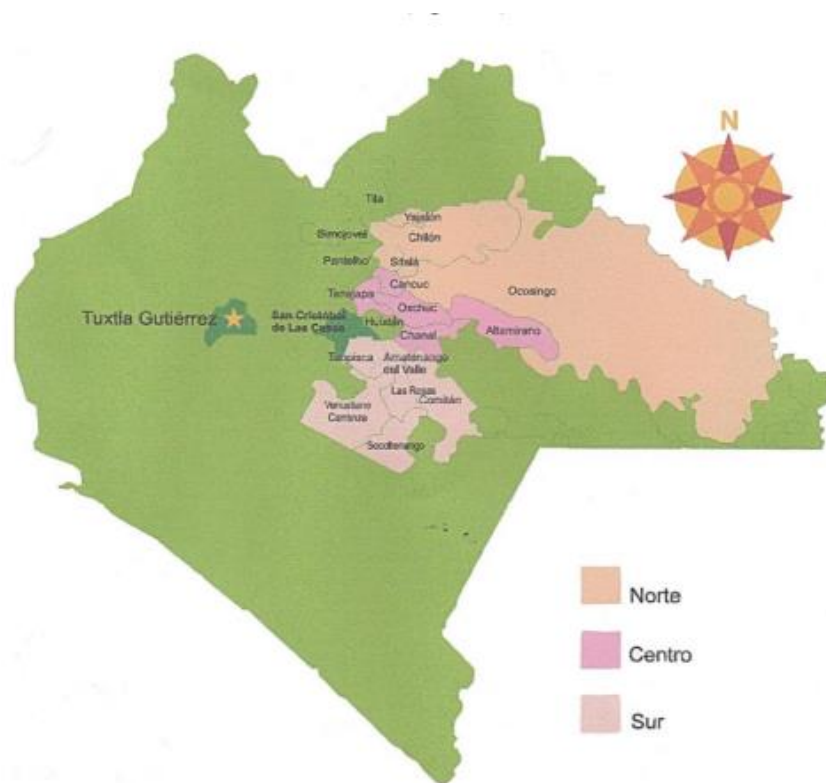 N
Tila
Yajalón
Simojovel
Chilón
Pantelho
Sitalá
Cancuc
Ocosingo
Tenejapa
Oxchuc
Tuxtla Gutiérrez
San Cristóbal
de Las Casas
Huixtán
Altamirano
Chanal
Teopisca
Amatenango
del Valle
Las Rosas
Comitán
Venustiano
Carranza
Socoltenango
Norte
Centro
Sur